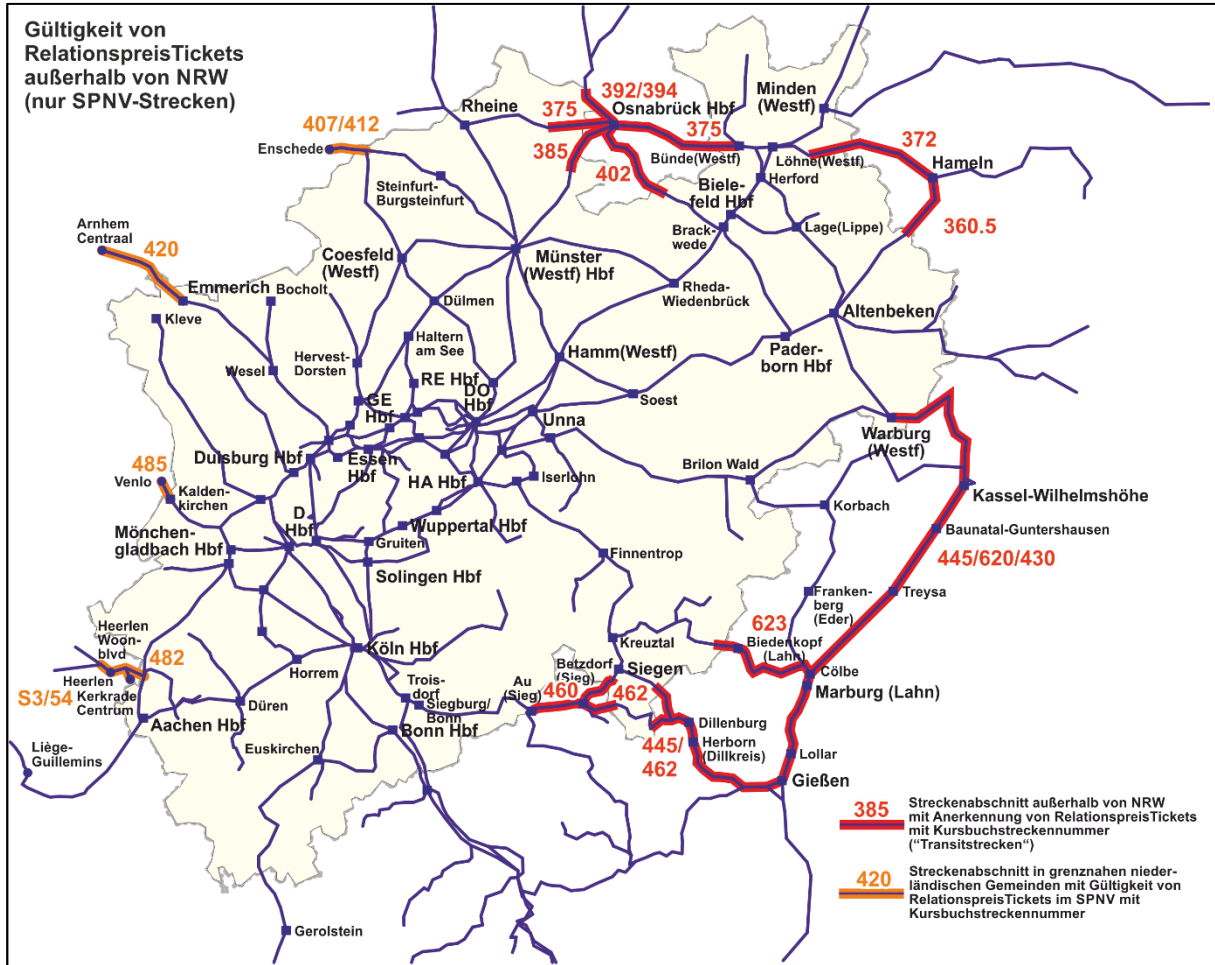 Gültigkeit von
RelationspreisTickets
außerhalb von NRW
(nur SPNV-Strecken)
392/394
Osnabrück Hbf
Minden
(Westf)
Rheine
375
375
407/412
Enschede
385
402
Bünde(Westf)
Löhne(Westf)
Herford
372
Hameln
Steinfurt-
Burgsteinfurt
Biele-
feld Hbf
360.5
Arnhem
Centraal
420
Brack-
wede
Lage(Lippe)
Coesfeld
(Westf)
Münster
(Westf) Hbf
Emmerich
Bocholt
Dülmen
Rheda-
Wiedenbrück
Kleve
Altenbeken
Haltern
am See
Hervest-
Dorsten
Hamm(Westf)
Pader-
born Hbf
Wesel
RE Hbf
DO
Hbf
GE
Hbf
Soest
Unna
Warburg
(Westf)
Duisburg Hbf
Essen
Hbf
485
Venlo
Kalden-
kirchen
HA Hbf
Iserlohn
Brilon Wald
Kassel-Wilhelmshöhe
Korbach
D
Hbf
Wuppertal Hbf
Mönchen-
gladbach Hbf
Gruiten
Baunatal-Guntershausen
Finnentrop
445/620/430
Solingen Hbf
Franken-
berg
(Eder)
Treysa
Heerlen
Woon-
blvd
482
Köln Hbf
Kreuztal
623
Biedenkopf
(Lahn)
Horrem
Betzdorf
(Sieg)
Siegen
Cölbe
S3/54
Heerlen
Kerkrade
Centrum
Marburg (Lahn)
Au
(Sieg)
460
462
Trois-
dorf
Siegburg/
Bonn
Düren
Aachen Hbf
Bonn Hbf
Dillenburg
Euskirchen
Herborn
(Dillkreis)
445/
462
Lollar
Liège-
Guillemins
Gießen
385
Streckenabschnitt außerhalb von NRW
mit Anerkennung von RelationspreisTickets
mit Kursbuchstreckennummer
(“Transitstrecken“)
420
Streckenabschnitt in grenznahen nieder-
ländischen Gemeinden mit Gültigkeit von
RelationspreisTickets im SPNV mit
Kursbuchstreckennummer
Gerolstein